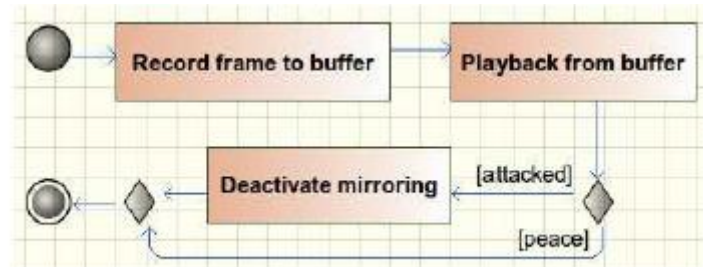 Record frame to buffer
Playback from buffer
Deactivate mirroring
[attacked]
[peace]